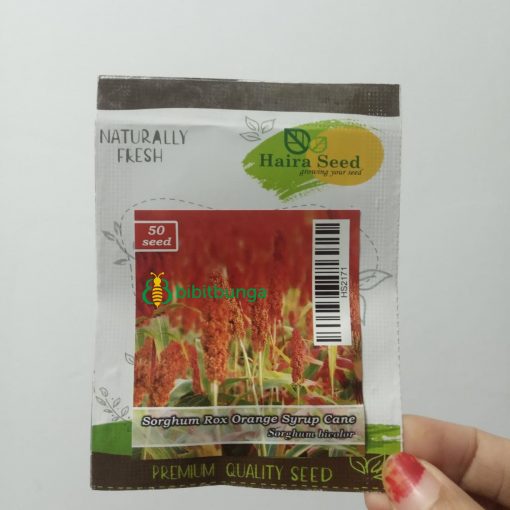 NATURALLY
FRESH
Haira Seed
growing your seed
50
seed
bibitbunga
HS2171
Sorghum Rox Orange Syrup Cane
Sorghum bicolor
PREMIUM QUALITY SEED